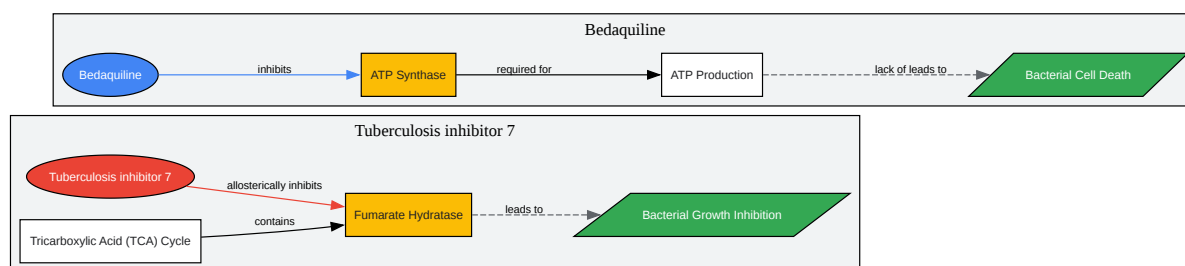 Bedaquiline
Bedaquiline
inhibits
ATP Synthase
required for
ATP Production
lack of leads to
Bacterial Cell Death
Tuberculosis inhibitor 7
Tuberculosis inhibitor 7
allosterically inhibits
Fumarate Hydratase
leads to
Bacterial Growth Inhibition
contains
Tricarboxylic Acid (TCA) Cycle